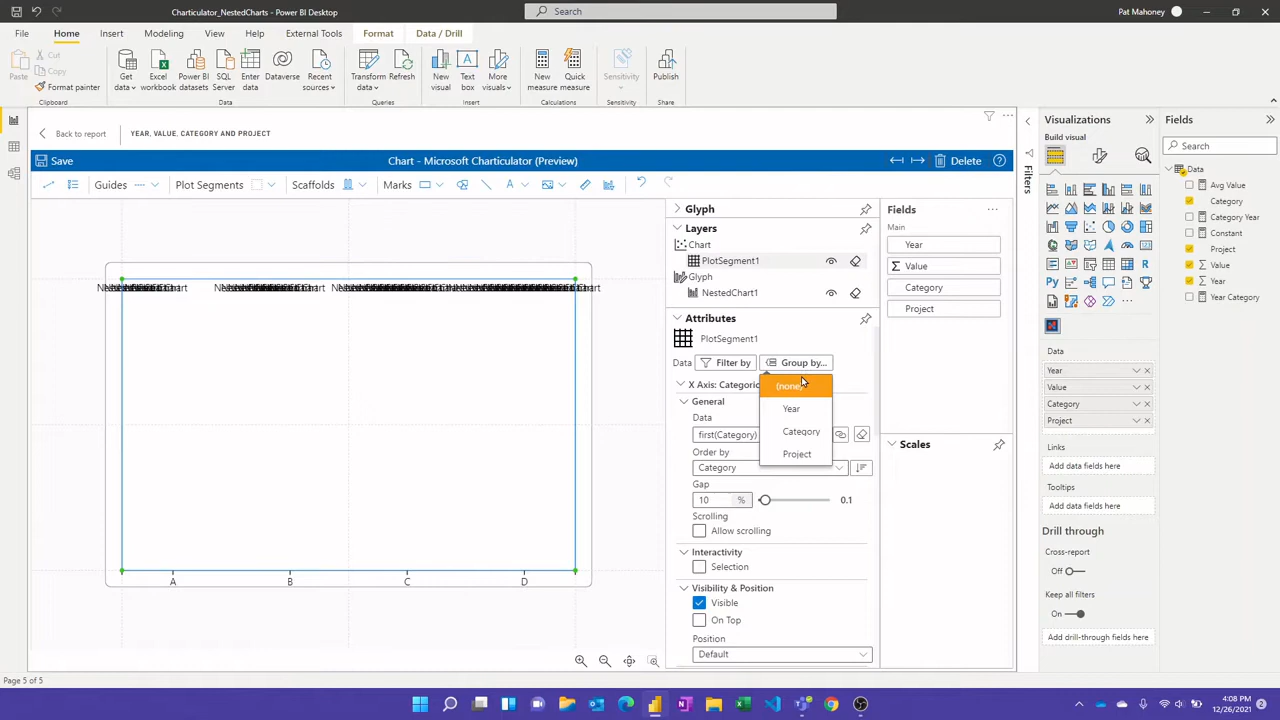 Charticulator_NestedCharts - Power BI Desktop
Search
Pat Mahoney
File
Home
Insert
Modeling
View
Help
External Tools
Format
Data / Drill
Paste
Cut
Copy
Format painter
Get data
Excel workbook
Power BI datasets
SQL Server
Enter data
Dataverse
Recent sources
Transform data
Refresh
New visual
Text box
More visuals
New measure
Quick measure
Sensitivity
Publish
Clipboard
Data
Queries
Insert
Calculations
Sensitivity
Share
Back to report
YEAR, VALUE, CATEGORY AND PROJECT
Save
Chart - Microsoft Charticulator (Preview)
Delete
Guides
Plot Segments
Scaffolds
Marks
A
A
B
C
D
Glyph
Layers
Chart
PlotSegment1
Glyph
NestedChart1
Attributes
PlotSegment1
Data
Filter by
Group by...
(none)
Year
Category
Project
General
Data
first(Category)
Order by
Category
Gap
10
%
0.1
Scrolling
Allow scrolling
Interactivity
Selection
Visibility & Position
Visible
On Top
Position
Default
Fields
Main
Year
Σ Value
Category
Project
Scales
Filters
Visualizations
Build visual
Data
Year
Value
Category
Project
Links
Add data fields here
Tooltips
Add data fields here
Drill through
Cross-report
Off
Keep all filters
On
Add drill-through fields here
Fields
Search
Data
Avg Value
Category
Category Year
Constant
Project
Σ Value
Σ Year
Year Category
Page 5 of 5
4:08 PM
12/26/2021